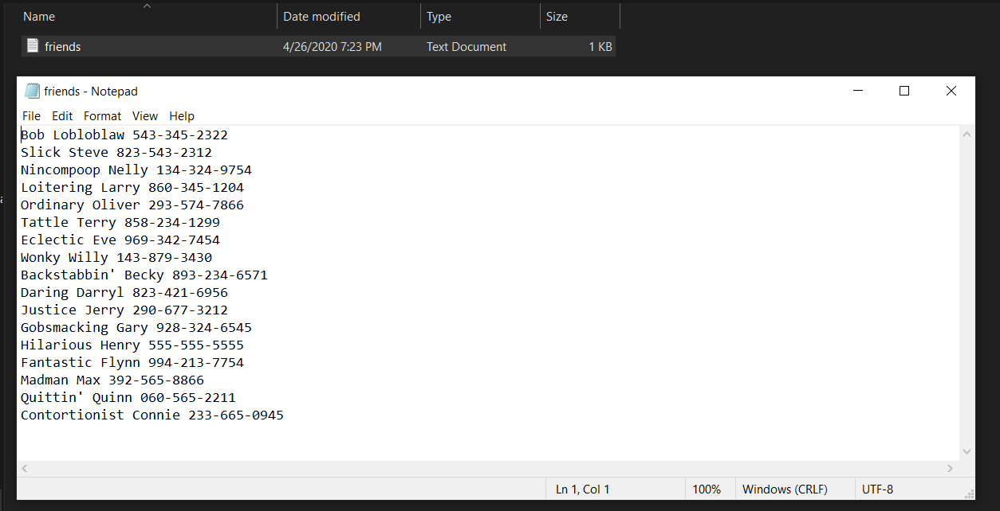 Name Date modified Type Size
friends 4/26/2020 7:23 PM Text Document 1 KB
friends - Notepad
File Edit Format View Help
Bob Lobloblaw 543-345-2322
Slick Steve 823-543-2312
Nincompoop Nelly 134-324-9754
Loitering Larry 860-345-1204
Ordinary Oliver 293-574-7866
Tattle Terry 858-234-1299
Eclectic Eve 969-342-7454
Wonky Willy 143-879-3430
Backstabbin' Becky 893-234-6571
Daring Darryl 823-421-6956
Justice Jerry 290-677-3212
Gobsmacking Gary 928-324-6545
Hilarious Henry 555-555-5555
Fantastic Flynn 994-213-7754
Madman Max 392-565-8866
Quittin' Quinn 060-565-2211
Contortionist Connie 233-665-0945
Ln 1, Col 1 100% Windows (CRLF) UTF-8